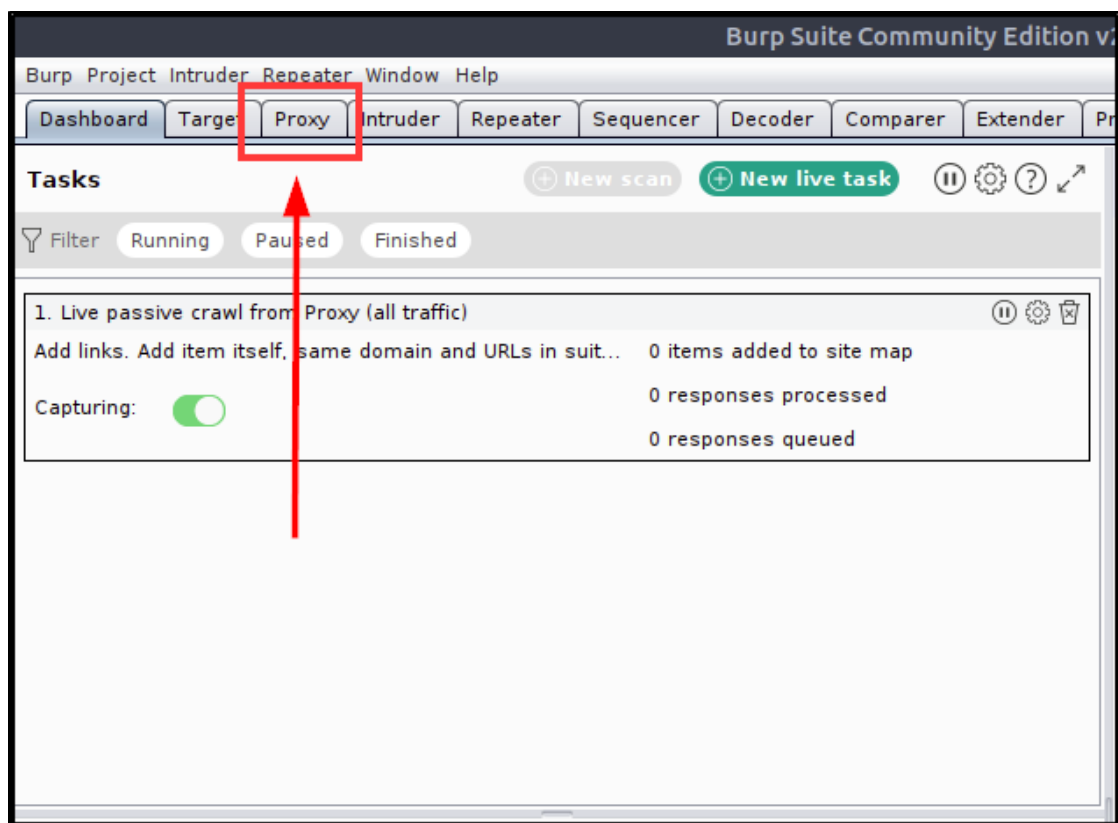 Burp Suite Community Edition
Burp Project Intruder Repeater Window Help
Dashboard Target Proxy Intruder Repeater Sequencer Decoder Comparer Extender
Tasks New scan New live task
Filter Running Paused Finished
1. Live passive crawl from Proxy (all traffic)
Add links. Add item itself, same domain and URLs in suit... 0 items added to site map
0 responses processed
Capturing:
0 responses queued